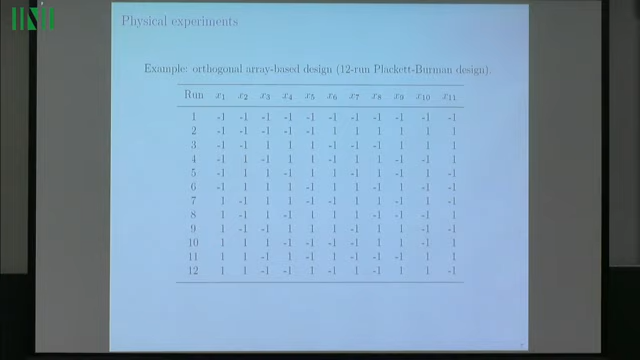 Physical experiments
Example: orthogonal array-based design (12-run Plackett-Burman design).
Run x1 x2 x3 x4 x5 x6 x7 x8 x9 x10 x11
1 -1 -1 -1 -1 -1 -1 -1 -1 -1 -1 -1
2 -1 -1 -1 -1 -1 1 1 1 1 1 1
3 -1 -1 1 1 1 -1 -1 -1 1 1 1
4 -1 1 -1 1 1 -1 1 1 -1 -1 1
5 -1 1 1 -1 1 1 -1 1 -1 1 -1
6 -1 1 1 1 -1 1 1 -1 1 -1 -1
7 1 -1 1 1 -1 -1 1 1 -1 1 -1
8 1 -1 1 -1 1 1 1 -1 -1 -1 1
9 1 -1 -1 1 1 1 -1 1 1 -1 -1
10 1 1 1 -1 -1 -1 -1 1 1 -1 1
11 1 1 -1 1 -1 1 -1 -1 -1 1 1
12 1 1 -1 -1 1 -1 1 -1 1 1 -1